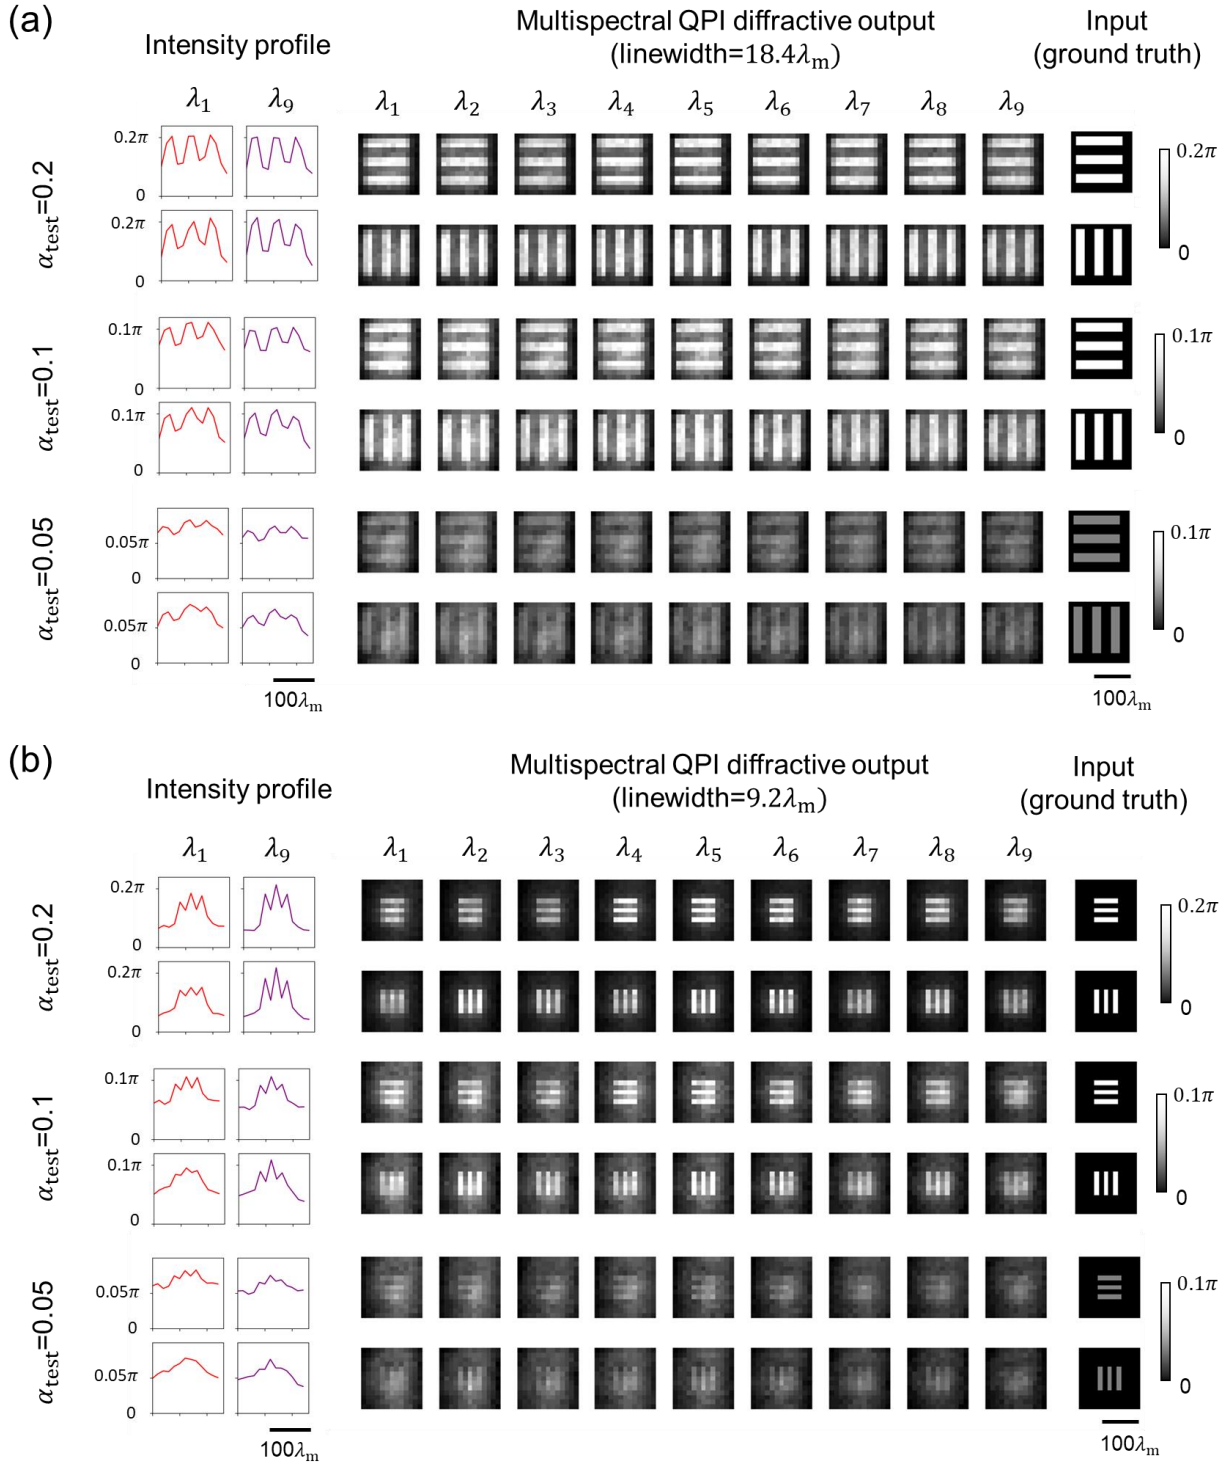 (a)
Multispectral QPI diffractive output
(linewidth=18.4λm)
Input
(ground truth)
Intensity profile
λ1 λ9 λ1 λ2 λ3 λ4 λ5 λ6 λ7 λ8 λ9
αtest=0.2
0.2π
0
0.2π
0
0.2π
0
αtest=0.1
0.1π
0
0.1π
0
0.1π
0
αtest=0.05
0.05π
0
0.05π
0
0.1π
0
100λm
100λm
(b)
Multispectral QPI diffractive output
(linewidth=9.2λm)
Input
(ground truth)
Intensity profile
λ1 λ9 λ1 λ2 λ3 λ4 λ5 λ6 λ7 λ8 λ9
αtest=0.2
0.2π
0
0.2π
0
0.2π
0
αtest=0.1
0.1π
0
0.1π
0
0.1π
0
αtest=0.05
0.05π
0
0.05π
0
0.1π
0
100λm
100λm